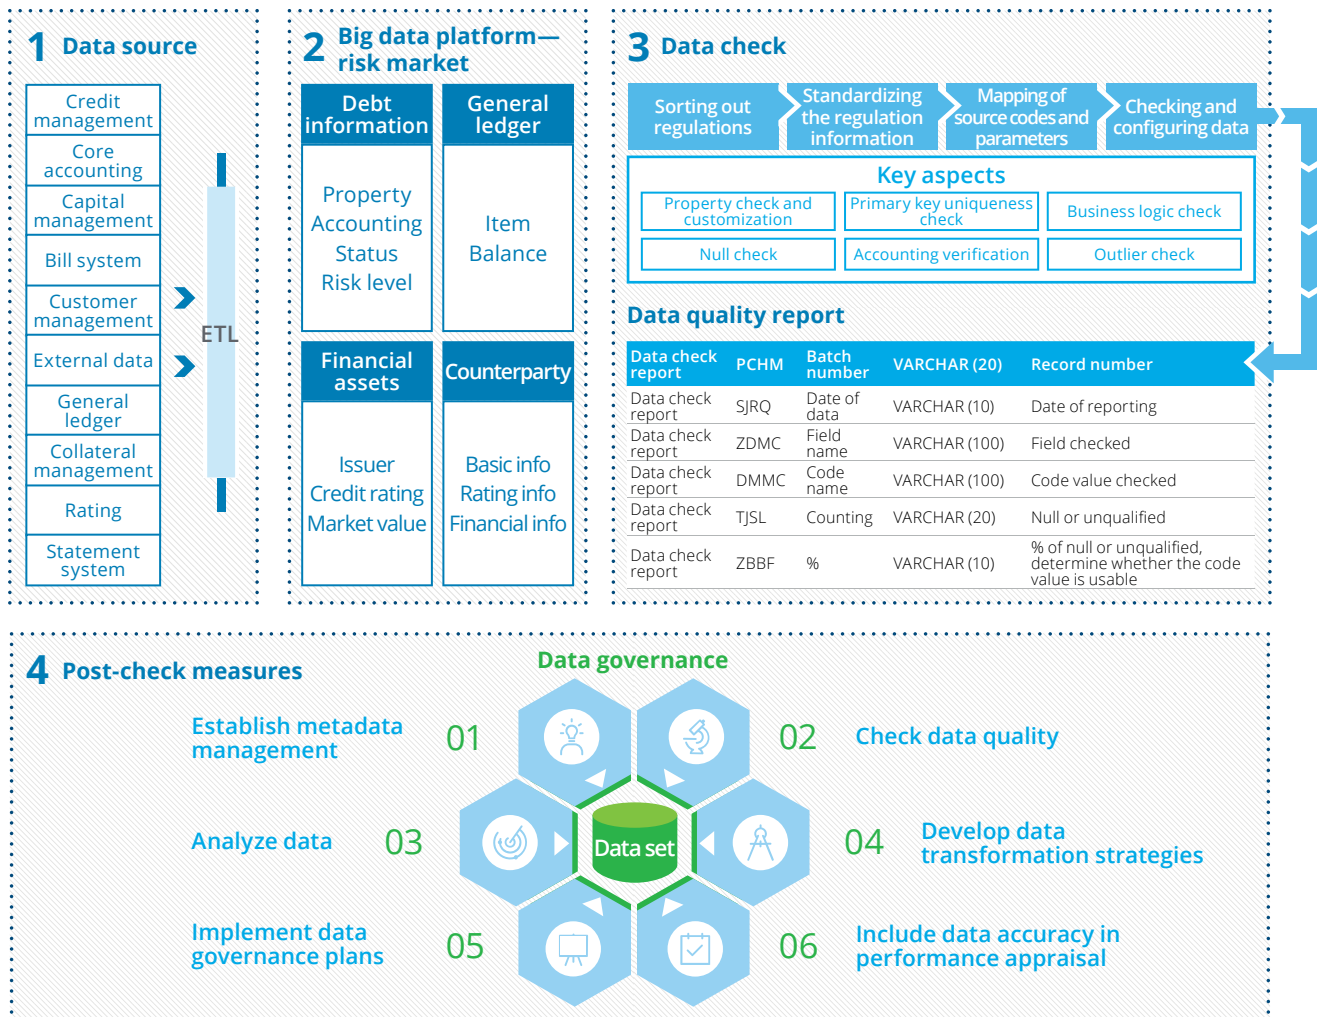 1 Data source
Credit
management
Core
accounting
Capital
management
Bill system
Customer
management
External data
General
ledger
Collateral
management
Rating
Statement
system
ETL
2 Big data platform—
risk market
Debt
information
Property
Accounting
Status
Risk level
General
ledger
Item
Balance
Financial
assets
Issuer
Credit rating
Market value
Counterparty
Basic info
Rating info
Financial info
3 Data check
Sorting out
regulations
Standardizing
the regulation
information
Mapping of
source codes and
parameters
Checking and
configuring data
Key aspects
Property check and
customization
Primary key uniqueness
check
Business logic check
Null check
Accounting verification
Outlier check
Data quality report
Data check
report
PCHM
Batch
number
VARCHAR (20)
Record number
Data check
report
SJRQ
Date of
data
VARCHAR (10)
Date of reporting
Data check
report
ZDMC
Field
name
VARCHAR (100)
Field checked
Data check
report
DMMC
Code
name
VARCHAR (100)
Code value checked
Data check
report
TJSL
Counting
VARCHAR (20)
Null or unqualified
Data check
report
ZBBF
%
VARCHAR (10)
% of null or unqualified,
determine whether the code
value is usable
4 Post-check measures
Data governance
Establish metadata
management
01
02
Check data quality
Analyze data
03
Data set
04
Develop data
transformation strategies
Implement data
governance plans
05
06
Include data accuracy in
performance appraisal